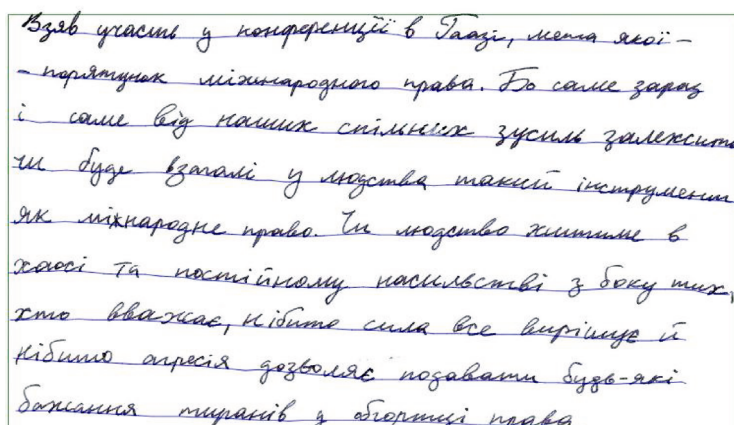 Взяв участь у конференції в Гаазі, мета якої –
– порятунок міжнародного права. Бо саме зараз
і саме від наших спільних зусиль залежить
чи буде взагалі у людства такий інструмент
як міжнародне право. Чи людство житиме в
хаосі та постійному насильстві з боку тих,
хто вважає, нібито сила все вирішує й
нібито агресія дозволяє подавати будь-які
бажання тиранів у обгортці права